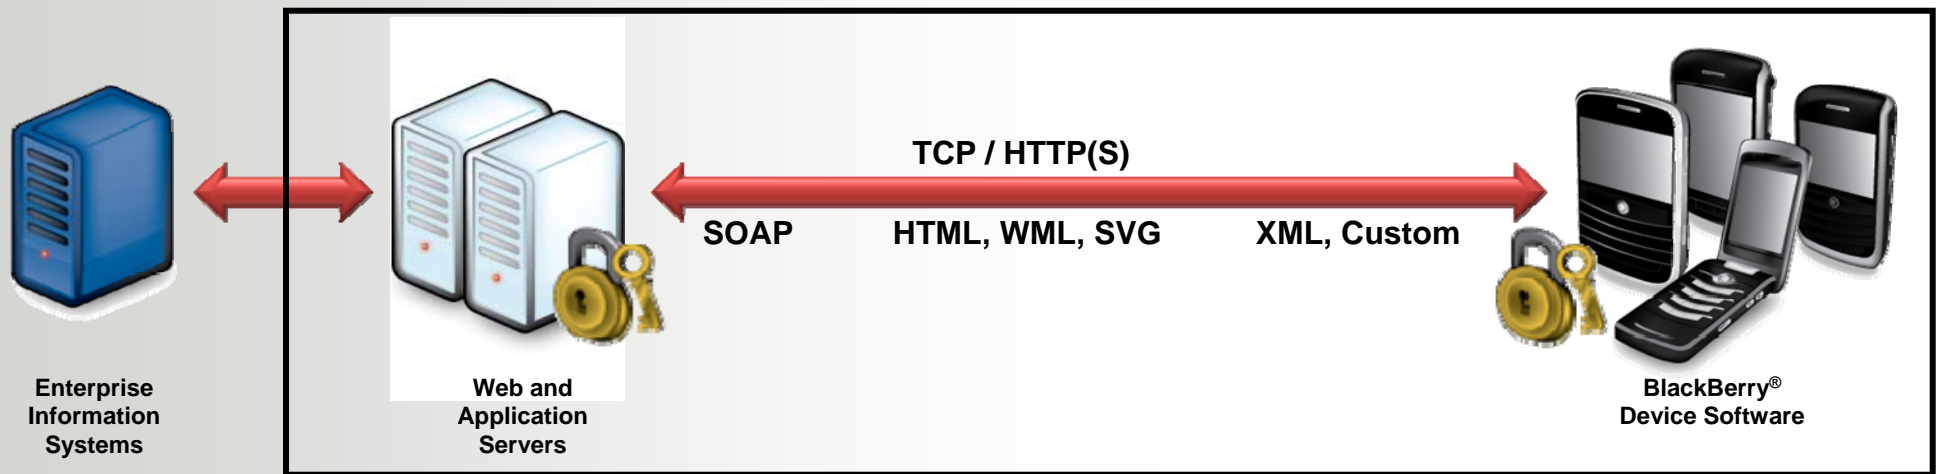 TCP / HTTP(S)
SOAP
HTML, WML, SVG
XML, Custom
Enterprise
Information
Systems
Web and
Application
Servers
BlackBerry®
Device Software